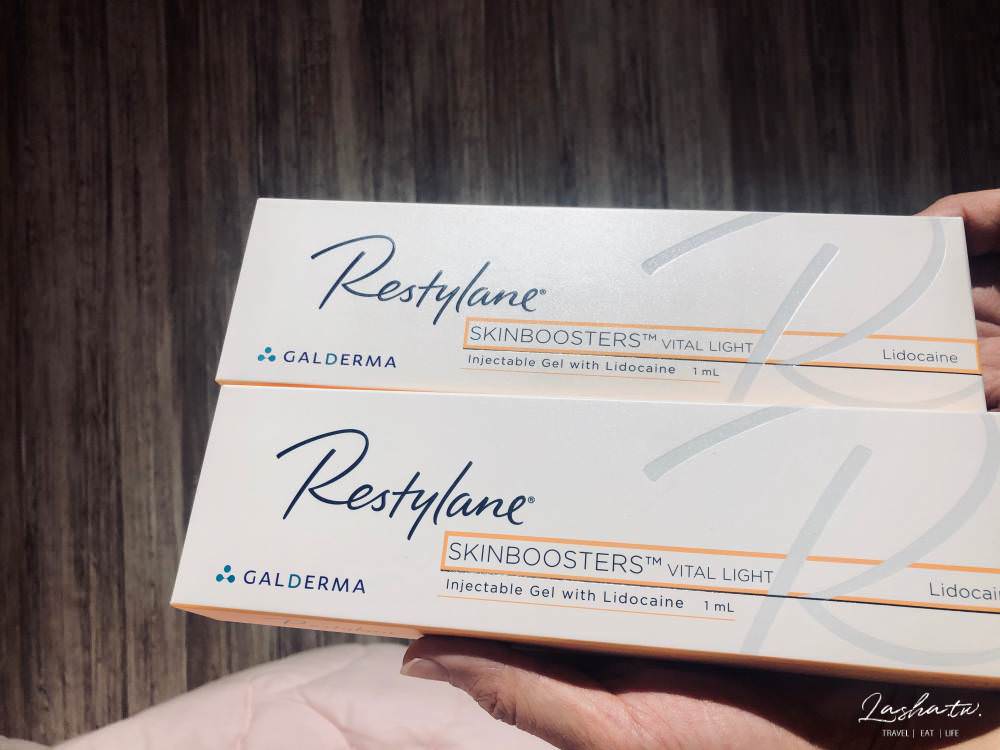 Restylane®
SKINBOOSTERS™ VITAL LIGHT
Lidocaine
GALDERMA
Injectable Gel with Lidocaine 1 mL
Restylane®
SKINBOOSTERS™ VITAL LIGHT
Lidocai
GALDERMA
Injectable Gel with Lidocaine 1 mL
Lasha.tw.
TRAVEL | EAT | LIFE